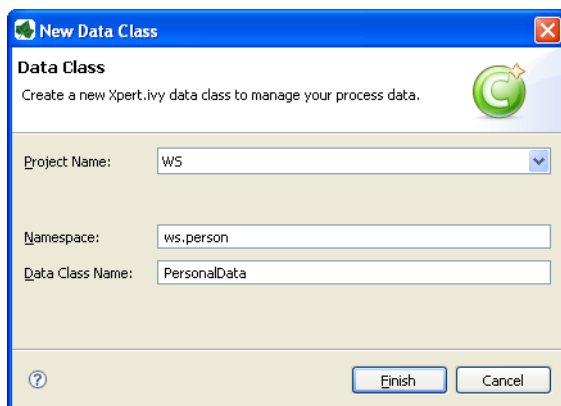 New Data Class
Data Class
Create a new Xpert.ivy data class to manage your process data.
Project Name: WS
Namespace: ws.person
Data Class Name: PersonalData
Finish Cancel